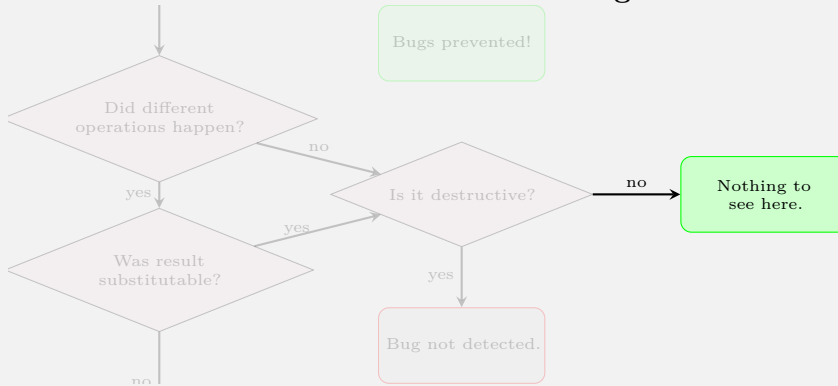 Bugs prevented!
Did different
operations happen?
no
yes
Is it destructive?
no
Nothing to
see here.
Was result
substitutable?
yes
yes
Bug not detected.
no